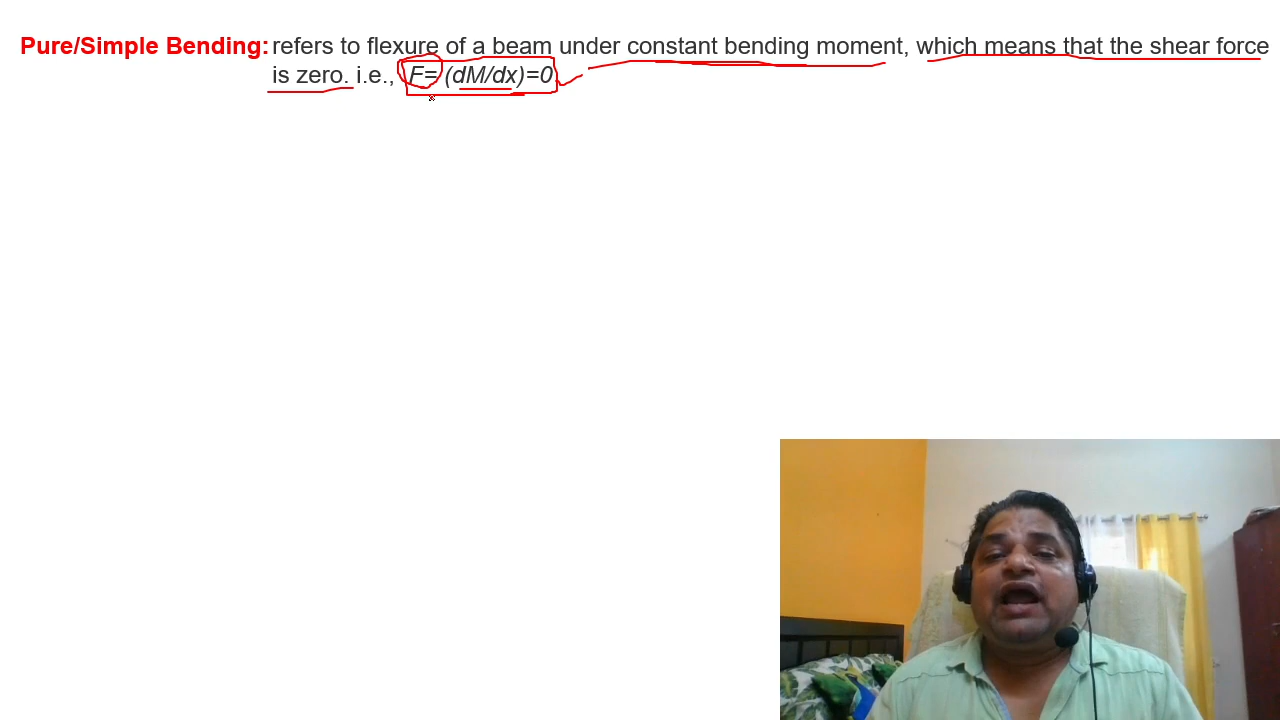 Pure/Simple Bending: refers to flexure of a beam under constant bending moment, which means that the shear force
is zero. i.e., F= (dM/dx)=0